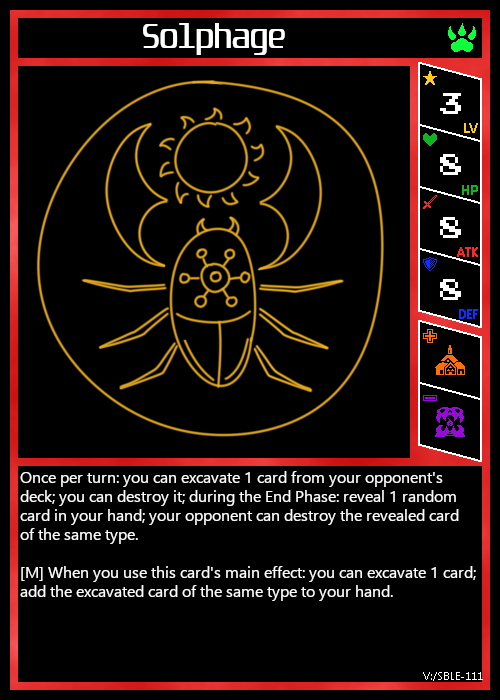 Solphage
3
LV
8
HP
8
ATK
8
DEF
Once per turn: you can excavate 1 card from your opponent's
deck; you can destroy it; during the End Phase: reveal 1 random
card in your hand; your opponent can destroy the revealed card
of the same type.
[M] When you use this card's main effect: you can excavate 1 card;
add the excavated card of the same type to your hand.
V:/SBLE-111